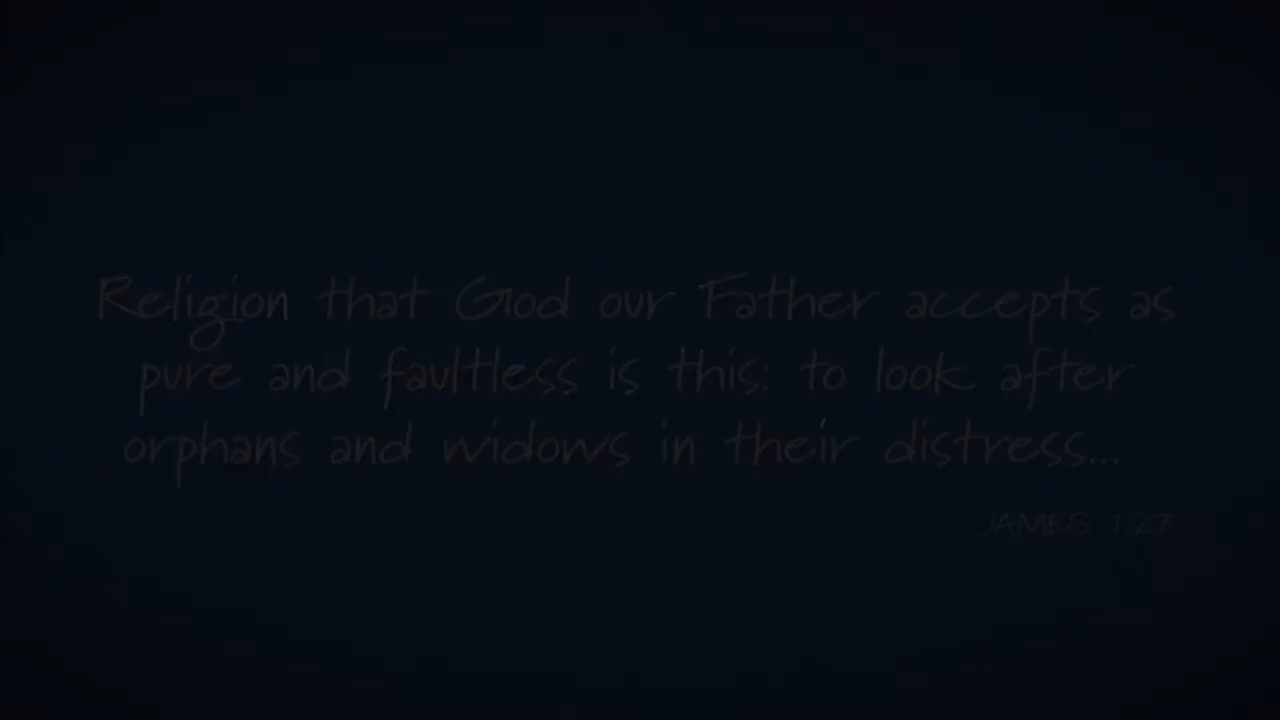 Religion that God our Father accepts as
pure and faultless is this: to look after
orphans and widows in their distress...
JAMES 1:27